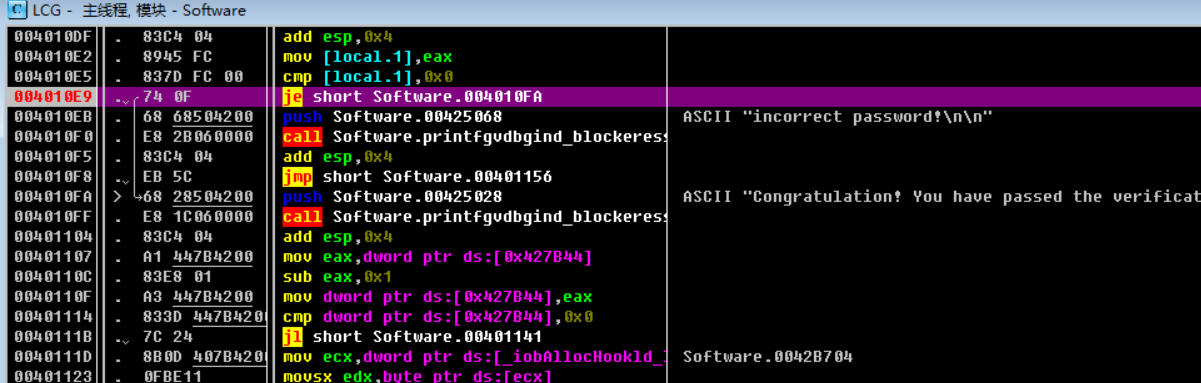 C LCG - 主线程, 模块 - Software
004010DF . 83C4 04 add esp,0x4
004010E2 . 8945 FC mov [local.1],eax
004010E5 . 837D FC 00 cmp [local.1],0x0
004010E9 . 74 0F je short Software.004010FA
004010EB . 68 68504200 push Software.00425068 ASCII "incorrect password!\n\n"
004010F0 . E8 2B060000 call Software.printfgvdbgind_blockeress
004010F5 . 83C4 04 add esp,0x4
004010F8 . EB 5C jmp short Software.00401156
004010FA > 68 28504200 push Software.00425028 ASCII "Congratulation! You have passed the verificat
004010FF . E8 1C060000 call Software.printfgvdbgind_blockeress
00401104 . 83C4 04 add esp,0x4
00401107 . A1 447B4200 mov eax,dword ptr ds:[0x427B44]
0040110C . 83E8 01 sub eax,0x1
0040110F . A3 447B4200 mov dword ptr ds:[0x427B44],eax
00401114 . 833D 447B4200 cmp dword ptr ds:[0x427B44],0x0
0040111B . 7C 24 jl short Software.00401141
0040111D . 8B0D 407B4200 mov ecx,dword ptr ds:[_iobAllocHookld_ Software.0042B704
00401123 . 0FBE11 movsx edx,byte ptr ds:[ecx]